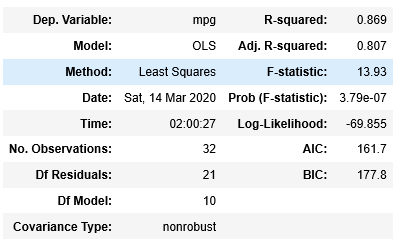 Dep. Variable: mpg R-squared: 0.869
Model: OLS Adj. R-squared: 0.807
Method: Least Squares F-statistic: 13.93
Date: Sat, 14 Mar 2020 Prob (F-statistic): 3.79e-07
Time: 02:00:27 Log-Likelihood: -69.855
No. Observations: 32 AIC: 161.7
Df Residuals: 21 BIC: 177.8
Df Model: 10
Covariance Type: nonrobust